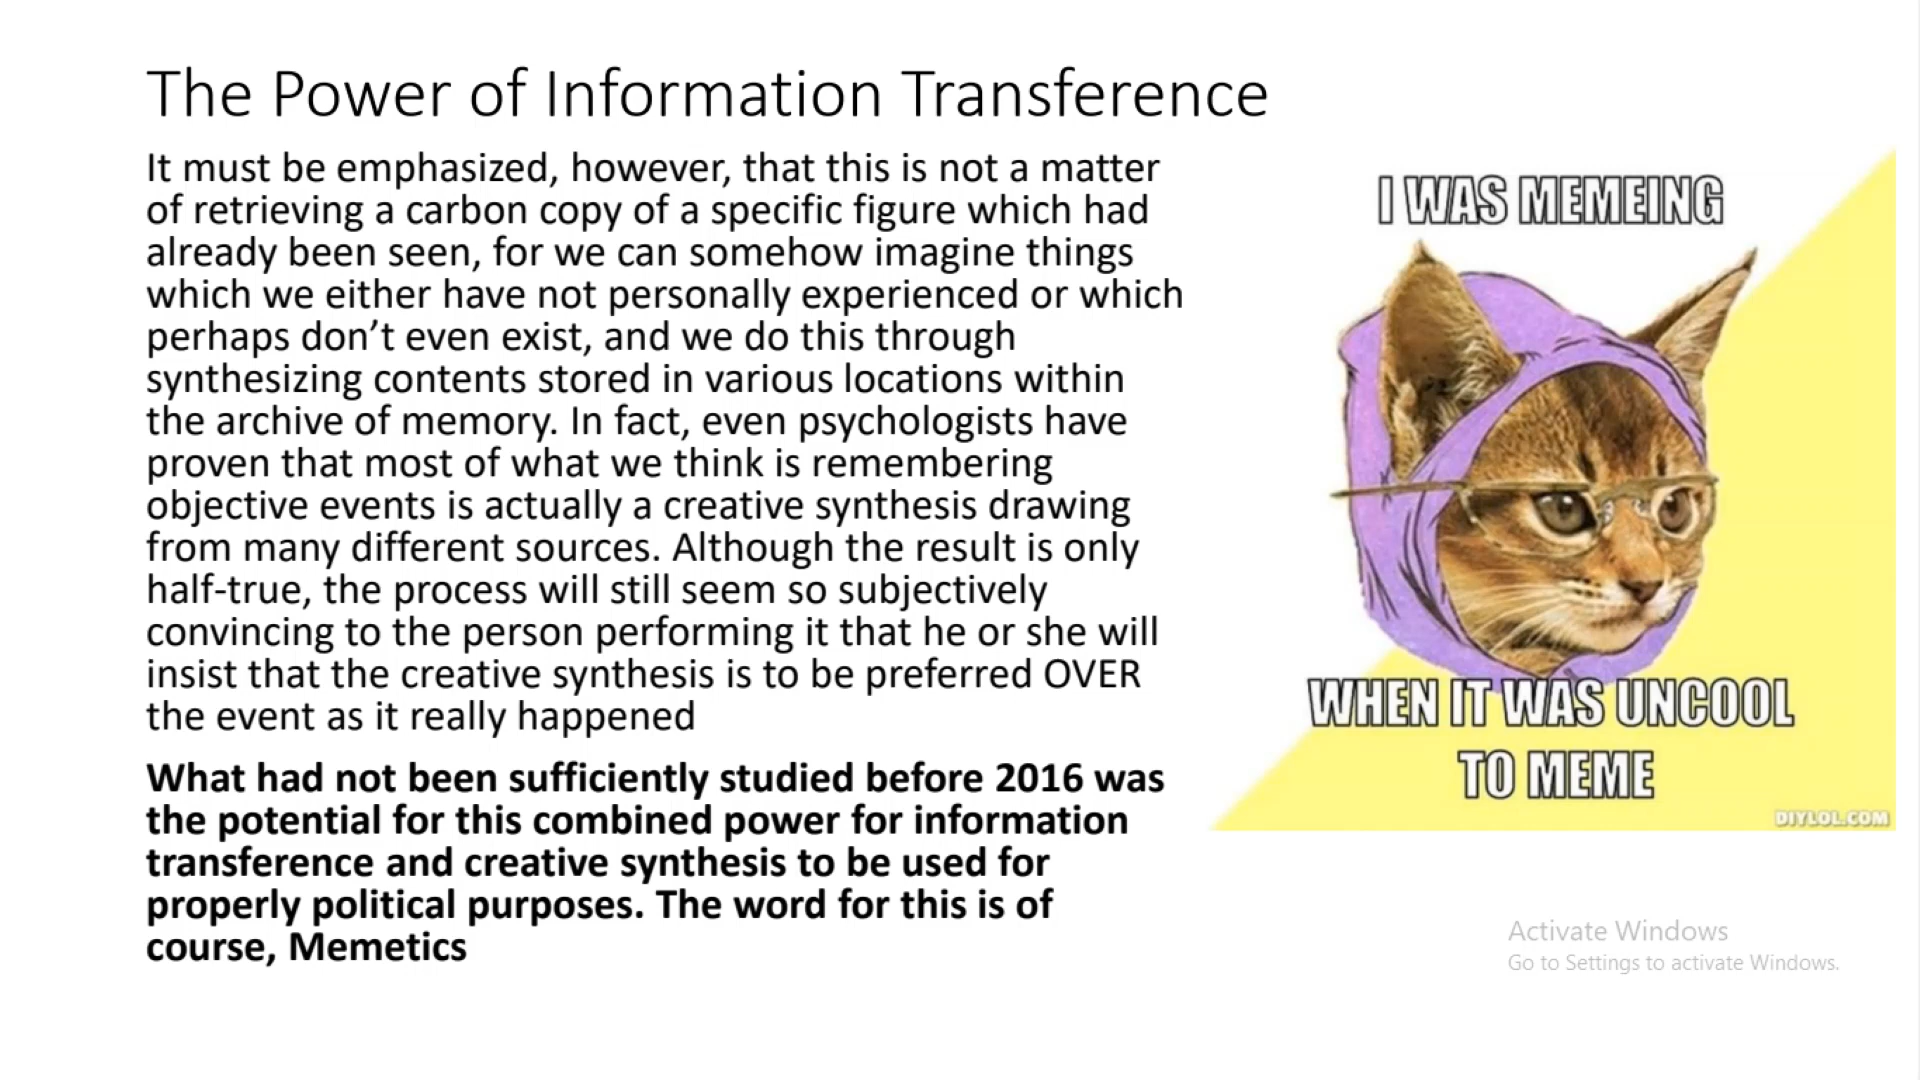 The Power of Information Transference
It must be emphasized, however, that this is not a matter
of retrieving a carbon copy of a specific figure which had
already been seen, for we can somehow imagine things
which we either have not personally experienced or which
perhaps don’t even exist, and we do this through
synthesizing contents stored in various locations within
the archive of memory. In fact, even psychologists have
proven that most of what we think is remembering
objective events is actually a creative synthesis drawing
from many different sources. Although the result is only
half-true, the process will still seem so subjectively
convincing to the person performing it that he or she will
insist that the creative synthesis is to be preferred OVER
the event as it really happened
What had not been sufficiently studied before 2016 was
the potential for this combined power for information
transference and creative synthesis to be used for
properly political purposes. The word for this is of
course, Memetics
I WAS MEMEING
WHEN IT WAS UNCOOL
TO MEME
DIYLOL.COM
Activate Windows
Go to Settings to activate Windows.